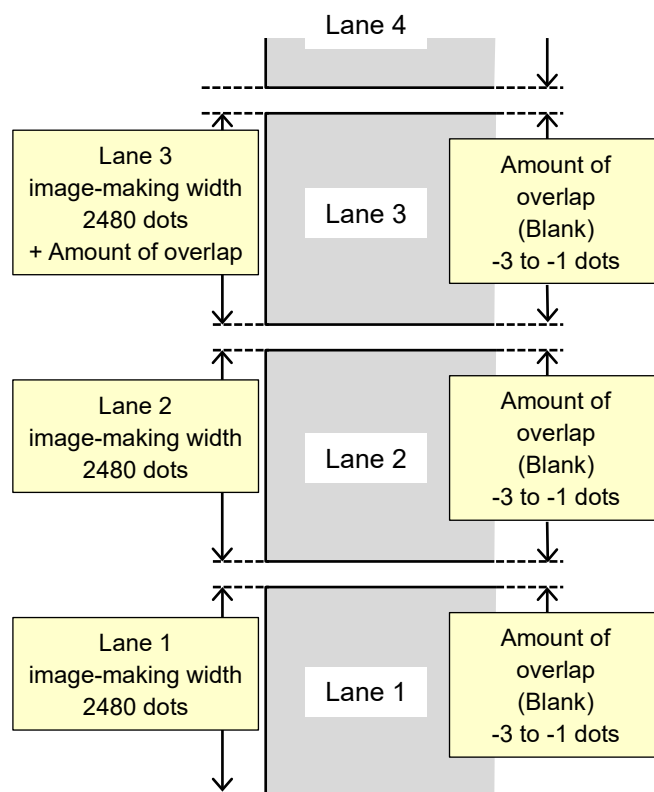 Lane 4
Lane 3
image-making width
2480 dots
+ Amount of overlap
Lane 3
Amount of
overlap
(Blank)
-3 to -1 dots
Lane 2
image-making width
2480 dots
Lane 2
Amount of
overlap
(Blank)
-3 to -1 dots
Lane 1
image-making width
2480 dots
Lane 1
Amount of
overlap
(Blank)
-3 to -1 dots